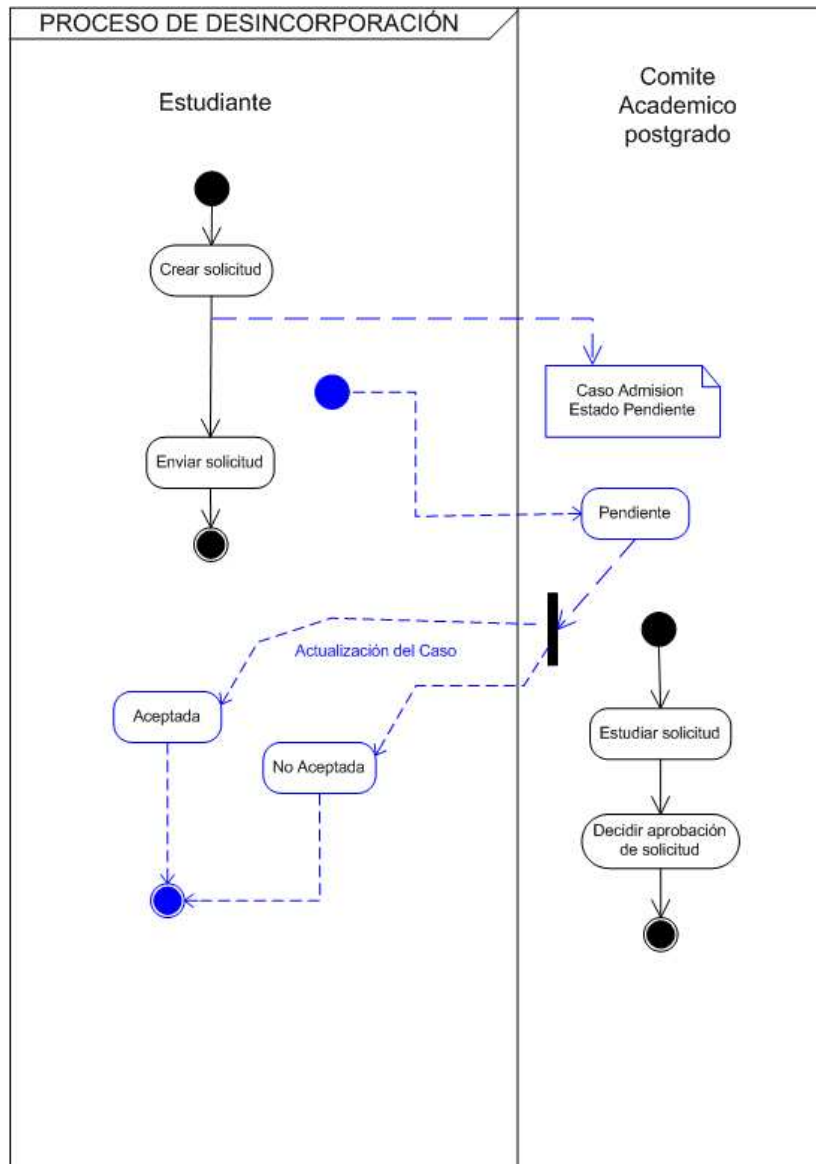 PROCESO DE DESINCORPORACIÓN
Estudiante
Comite
Academico
postgrado
Crear solicitud
Caso Admision
Estado Pendiente
Enviar solicitud
Pendiente
Actualización del Caso
Aceptada
Estudiar solicitud
No Aceptada
Decidir aprobación
de solicitud